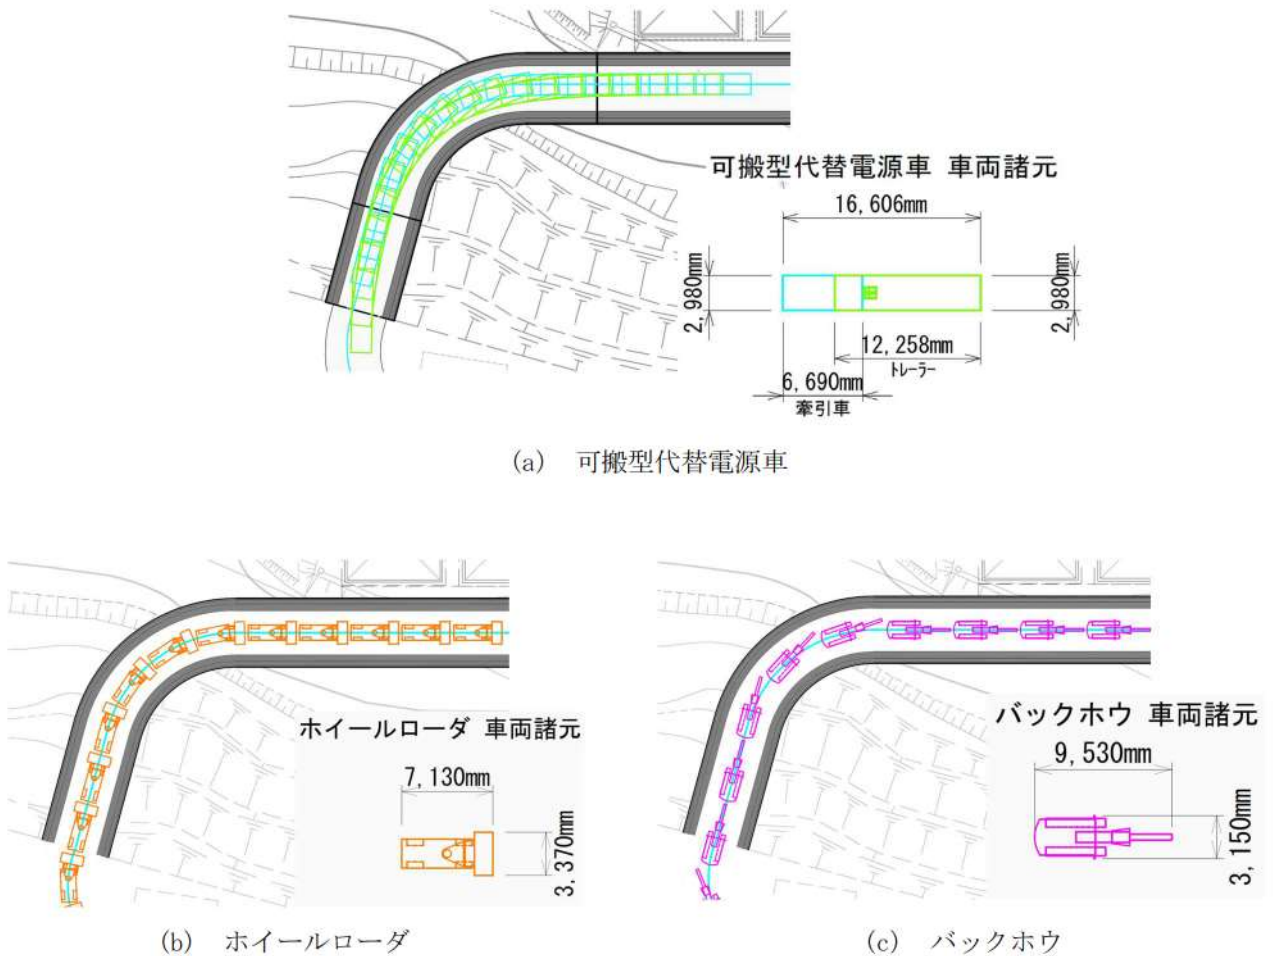 可搬型代替電源車 車両諸元
16,606mm
2,980mm
2,980mm
12,258mm
トレーラー
6,690mm
牽引車
(a) 可搬型代替電源車
ホイールローダ 車両諸元
7,130mm
3,370mm
(b) ホイールローダ
バックホウ 車両諸元
9,530mm
3,150mm
(c) バックホウ